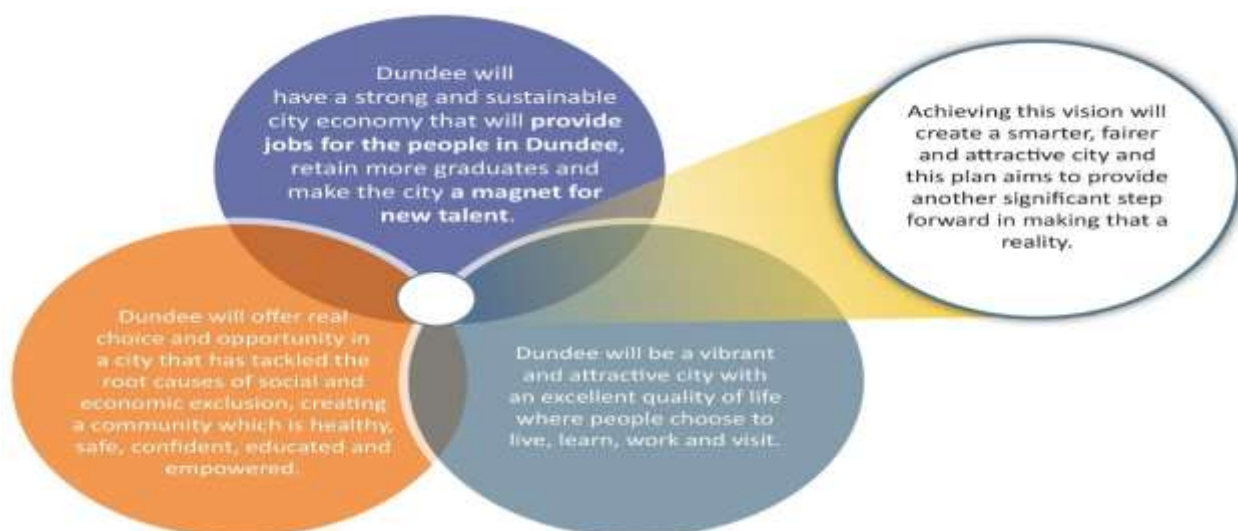 Dundee will
have a strong and sustainable
city economy that will provide
jobs for the people in Dundee,
retain more graduates and
make the city a magnet for
new talent.
Achieving this vision will
create a smarter, fairer
and attractive city and
this plan aims to provide
another significant step
forward in making that a
reality.
Dundee will offer real
choice and opportunity in
a city that has tackled the
root causes of social and
economic exclusion, creating
a community which is healthy,
safe, confident, educated and
empowered.
Dundee will be a vibrant
and attractive city with
an excellent quality of life
where people choose to
live, learn, work and visit.